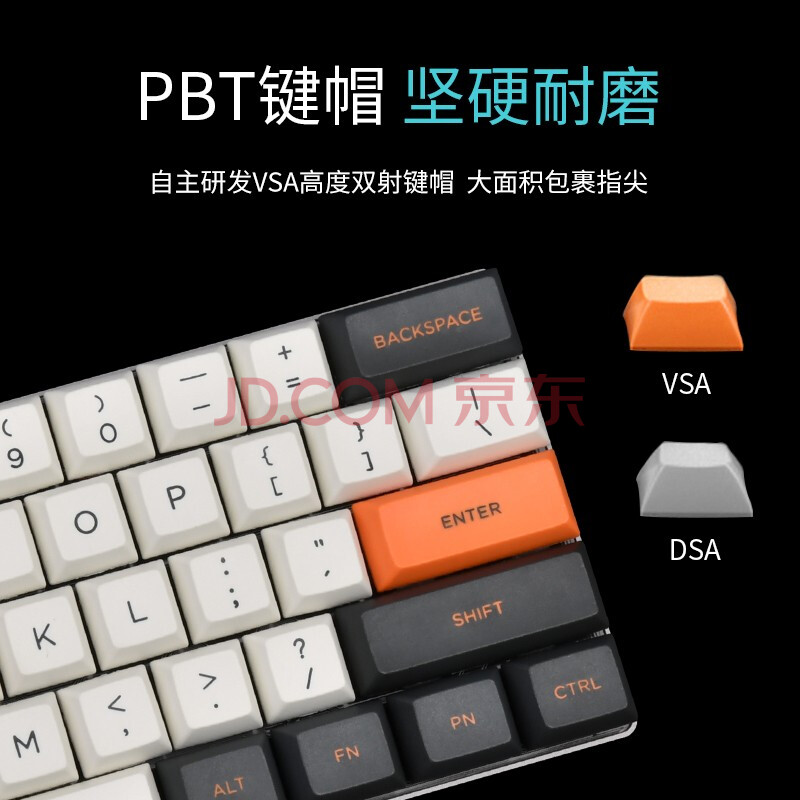 PBT键帽 坚硬耐磨
自主研发VSA高度双射键帽 大面积包裹指尖
VSA
DSA
JD.COM 京东
BACKSPACE
+
=
—
-
)
0
(
9
|
\
}
]
{
[
P
O
ENTER
"
'
:
;
L
K
SHIFT
?
/
>
.
<
,
M
CTRL
PN
FN
ALT